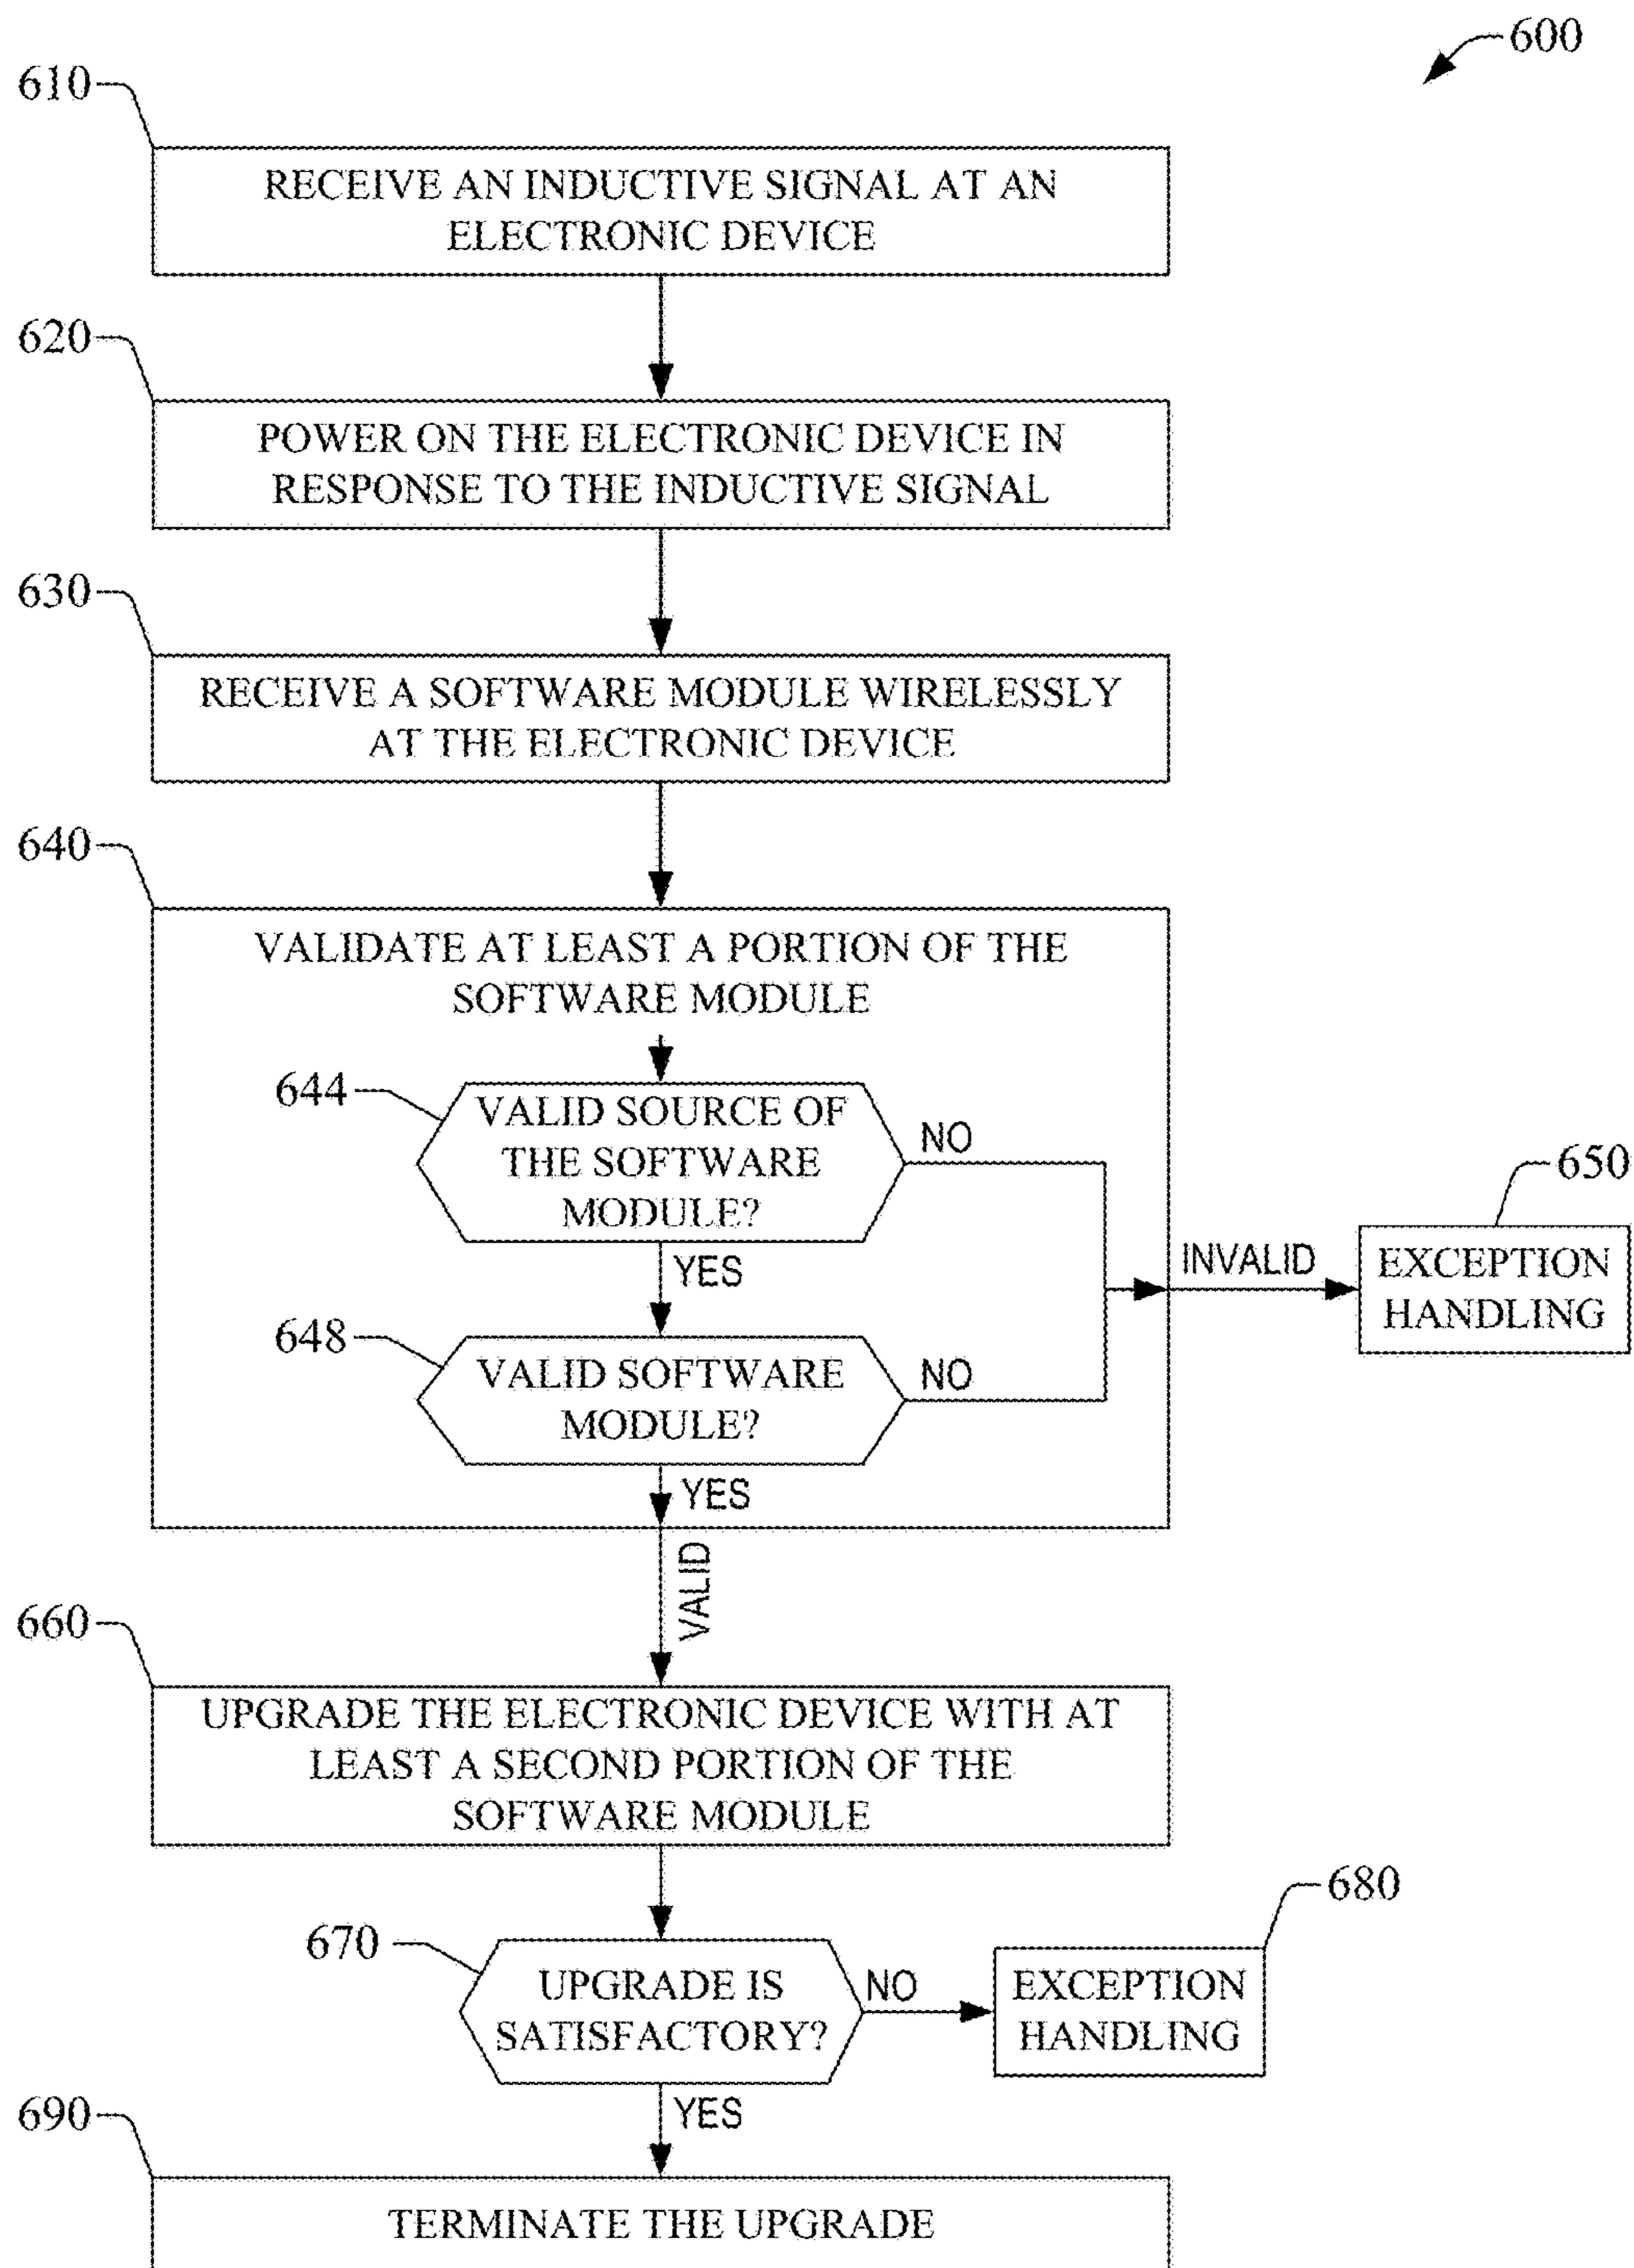 600
610
RECEIVE AN INDUCTIVE SIGNAL AT AN
ELECTRONIC DEVICE
620
POWER ON THE ELECTRONIC DEVICE IN
RESPONSE TO THE INDUCTIVE SIGNAL
630
RECEIVE A SOFTWARE MODULE WIRELESSLY
AT THE ELECTRONIC DEVICE
640
VALIDATE AT LEAST A PORTION OF THE
SOFTWARE MODULE
644
VALID SOURCE OF
THE SOFTWARE
MODULE?
NO
YES
648
VALID SOFTWARE
MODULE?
NO
YES
INVALID
650
EXCEPTION
HANDLING
VALID
660
UPGRADE THE ELECTRONIC DEVICE WITH AT
LEAST A SECOND PORTION OF THE
SOFTWARE MODULE
670
UPGRADE IS
SATISFACTORY?
NO
680
EXCEPTION
HANDLING
YES
690
TERMINATE THE UPGRADE